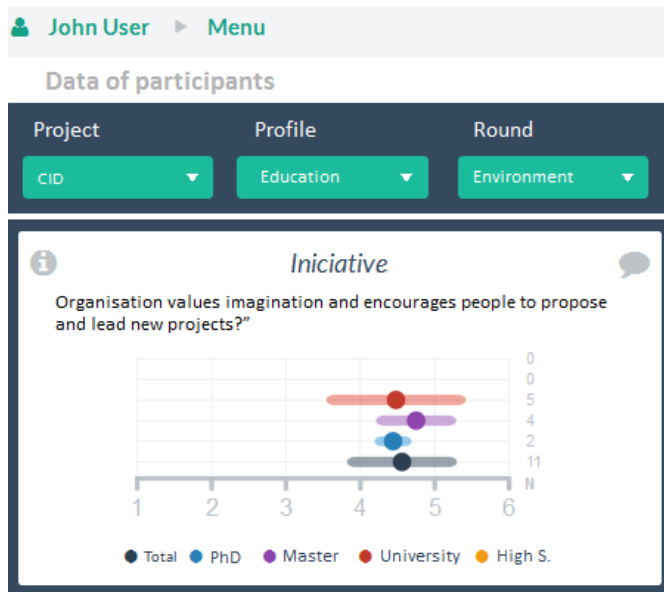 John User Menu
Data of participants
Project Profile Round
CID Education Environment
Iniciative
Organisation values imagination and encourages people to propose
and lead new projects?”
0
0
5
4
2
11
N
1 2 3 4 5 6
Total PhD Master University High S.